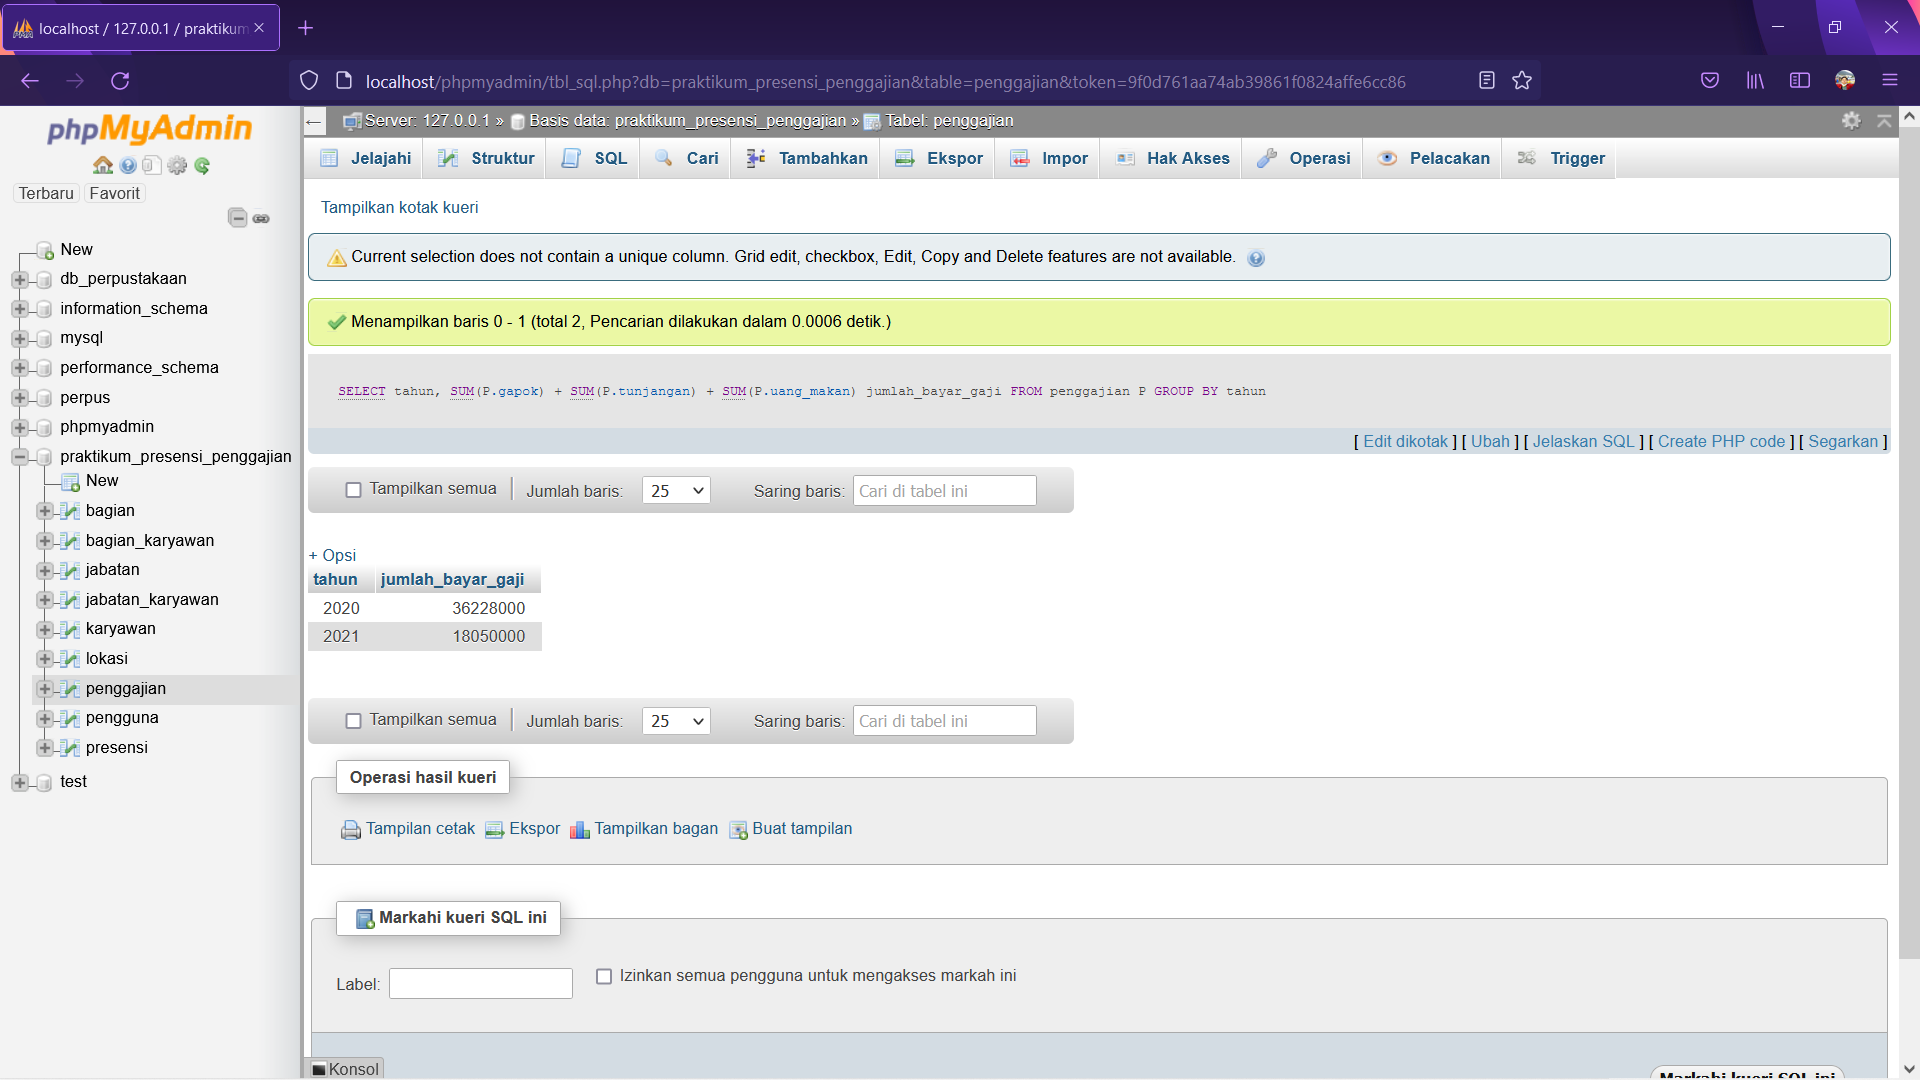 localhost / 127.0.0.1 / praktikum
localhost/phpmyadmin/tbl_sql.php?db=praktikum_presensi_penggajian&table=penggajian&token=9f0d761aa74ab39861f0824affe6cc86
phpMyAdmin
Terbaru Favorit
New
db_perpustakaan
information_schema
mysql
performance_schema
perpus
phpmyadmin
praktikum_presensi_penggajian
New
bagian
bagian_karyawan
jabatan
jabatan_karyawan
karyawan
lokasi
penggajian
pengguna
presensi
test
Server: 127.0.0.1 » Basis data: praktikum_presensi_penggajian » Tabel: penggajian
Jelajahi Struktur SQL Cari Tambahkan Ekspor Impor Hak Akses Operasi Pelacakan Trigger
Tampilkan kotak kueri
Current selection does not contain a unique column. Grid edit, checkbox, Edit, Copy and Delete features are not available.
Menampilkan baris 0 - 1 (total 2, Pencarian dilakukan dalam 0.0006 detik.)
SELECT tahun, SUM(P.gapok) + SUM(P.tunjangan) + SUM(P.uang_makan) jumlah_bayar_gaji FROM penggajian P GROUP BY tahun
[ Edit dikotak ] [ Ubah ] [ Jelaskan SQL ] [ Create PHP code ] [ Segarkan ]
Tampilkan semua Jumlah baris: 25 Saring baris: Cari di tabel ini
+ Opsi
tahun jumlah_bayar_gaji
2020 36228000
2021 18050000
Tampilkan semua Jumlah baris: 25 Saring baris: Cari di tabel ini
Operasi hasil kueri
Tampilan cetak Ekspor Tampilkan bagan Buat tampilan
Markahi kueri SQL ini
Label: Izinkan semua pengguna untuk mengakses markah ini
Konsol
Markahi kueri SQL ini